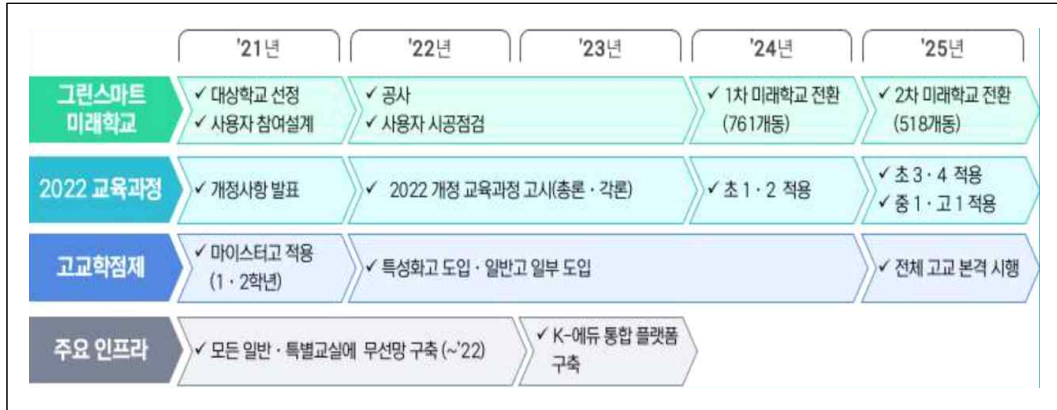 '21년 '22년 '23년 '24년 '25년
그린스마트
미래학교
✓ 대상학교 선정
✓ 사용자 참여설계
✓ 공사
✓ 사용자 시공점검
✓ 1차 미래학교 전환
(761개동)
✓ 2차 미래학교 전환
(518개동)
2022 교육과정
✓ 개정사항 발표
✓ 2022 개정 교육과정 고시(총론·각론)
✓ 초 1·2 적용
✓ 초 3·4 적용
✓ 중 1·고 1 적용
고교학점제
✓ 마이스터고 적용
(1·2학년)
✓ 특성화고 도입·일반고 일부 도입
✓ 전체 고교 본격 시행
주요 인프라
✓ 모든 일반·특별교실에 무선망 구축 (~'22)
✓ K-에듀 통합 플랫폼
구축